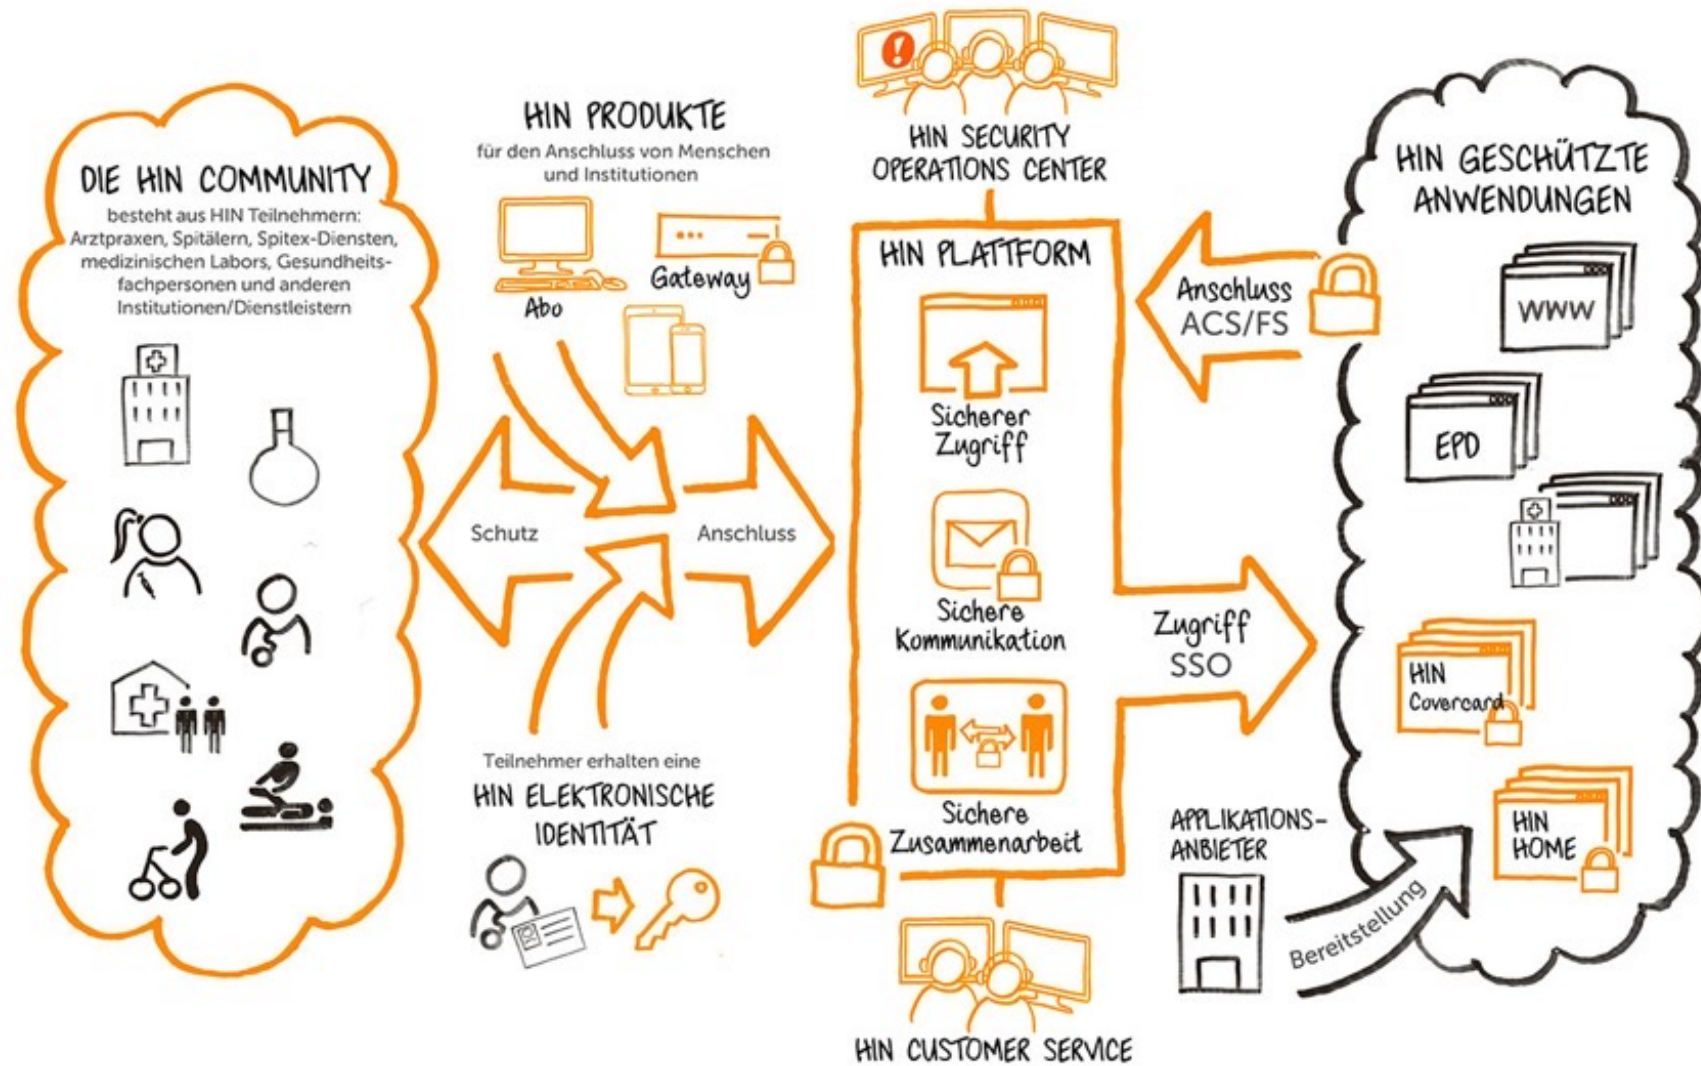 DIE HIN COMMUNITY
besteht aus HIN Teilnehmern:
Arztpraxen, Spitälern, Spitex-Diensten,
medizinischen Labors, Gesundheits-
fachpersonen und anderen
Institutionen/Dienstleistern
HIN PRODUKTE
für den Anschluss von Menschen
und Institutionen
Abo
Gateway
Schutz
Anschluss
Teilnehmer erhalten eine
HIN ELEKTRONISCHE
IDENTITÄT
HIN SECURITY
OPERATIONS CENTER
HIN PLATTFORM
Sicherer
Zugriff
Sichere
Kommunikation
Sichere
Zusammenarbeit
HIN CUSTOMER SERVICE
Anschluss
ACS/FS
Zugriff
SSO
APPLIKATIONS-
ANBIETER
Bereitstellung
HIN GESCHÜTZTE
ANWENDUNGEN
WWW
EPD
HIN
Covercard
HIN
HOME